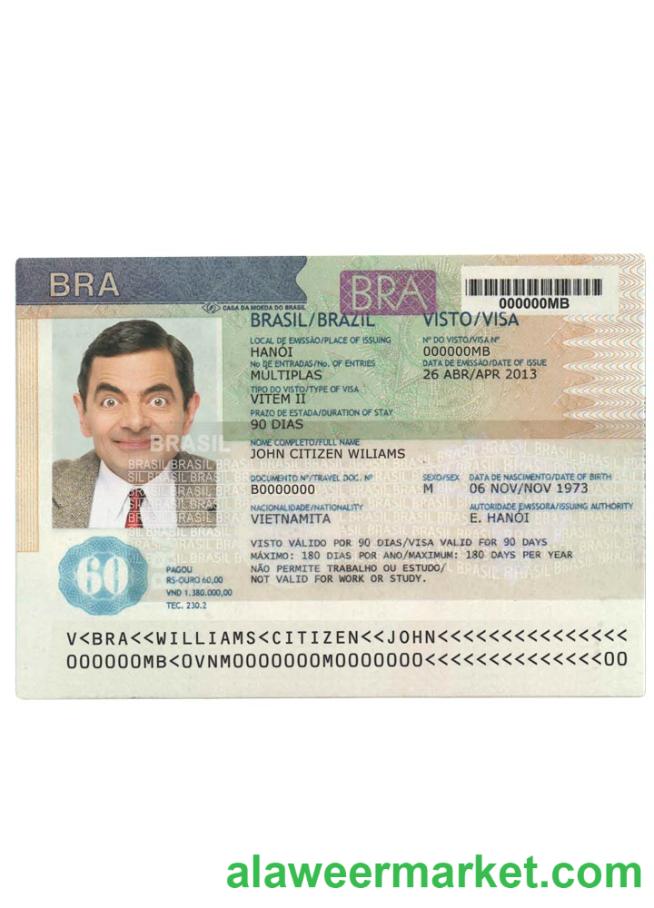 BRA
BRA
000000MB
CASA DA MOEDA DO BRASIL
BRASIL/BRAZIL VISTO/VISA
LOCAL DE EMISSÃO/PLACE OF ISSUING Nº DO VISTO/VISA Nº
HANÓI 000000MB
Nº DE ENTRADAS/No. OF ENTRIES DATA DE EMISSÃO/DATE OF ISSUE
MÚLTIPLAS 26 ABR/APR 2013
TIPO DO VISTO/TYPE OF VISA
VITEM II
PRAZO DE ESTADA/DURATION OF STAY
90 DIAS
BRASIL
NOME COMPLETO/FULL NAME
JOHN CITIZEN WILIAMS
DOCUMENTO Nº/TRAVEL DOC. Nº SEXO/SEX DATA DE NASCIMENTO/DATE OF BIRTH
B0000000 M 06 NOV/NOV 1973
NACIONALIDADE/NATIONALITY AUTORIDADE EMISSORA/ISSUING AUTHORITY
VIETNAMITA E. HANÓI
VISTO VÁLIDO POR 90 DIAS/VISA VALID FOR 90 DAYS
MÁXIMO: 180 DIAS POR ANO/MAXIMUM: 180 DAYS PER YEAR
NÃO PERMITE TRABALHO OU ESTUDO/
NOT VALID FOR WORK OR STUDY.
60
PAGOU
R$-OURO 60,00
VND 1.380.000,00
TEC. 230.2
V<BRA<<WILLIAMS<CITIZEN<<JOHN<<<<<<<<<<<<<<<
000000MB<0VNM0000000M0000000<<<<<<<<<<<<<<00
alaweermarket.com